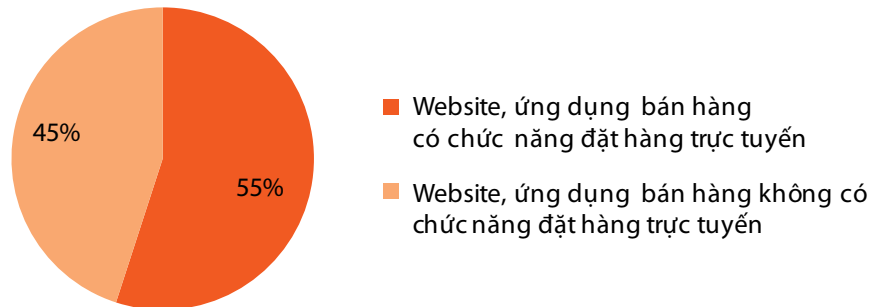 45%
55%
Website, ứng dụng bán hàng
có chức năng đặt hàng trực tuyến
Website, ứng dụng bán hàng không có
chức năng đặt hàng trực tuyến